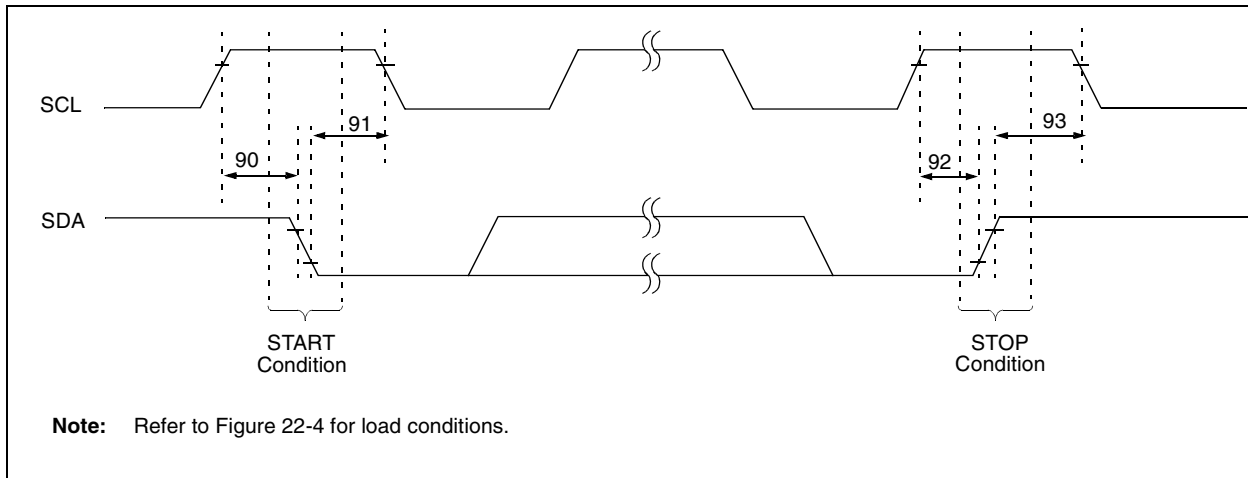 SCL
91
93
90
92
SDA
START
Condition
STOP
Condition
Note: Refer to Figure 22-4 for load conditions.